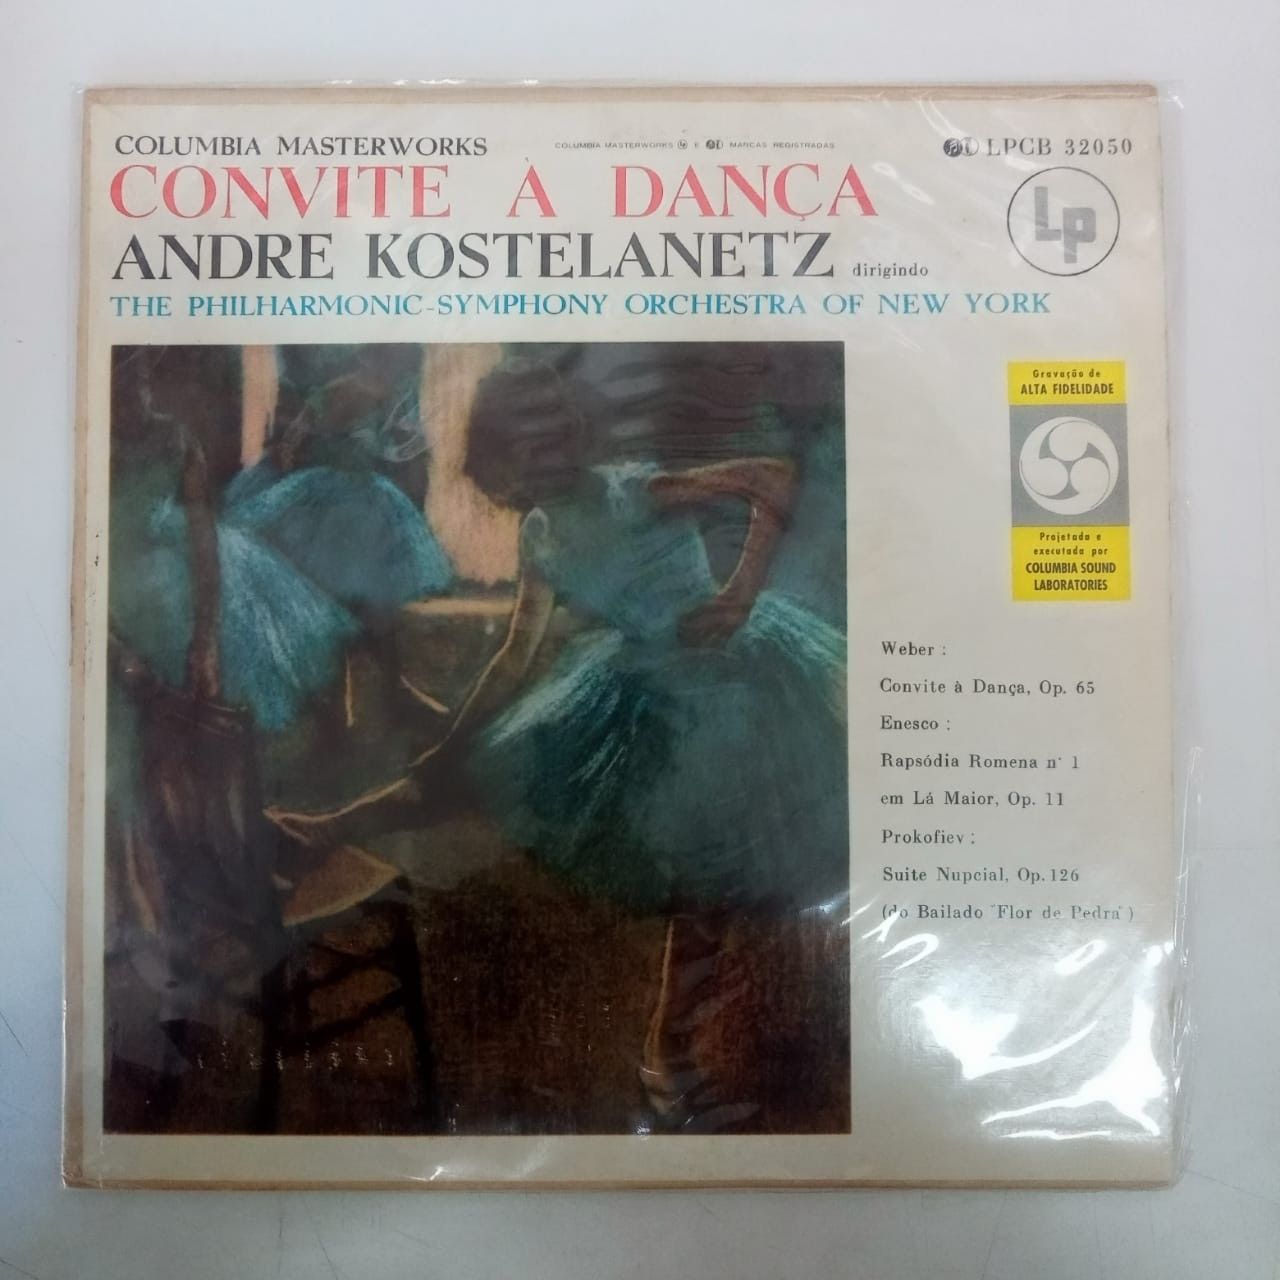 COLUMBIA MASTERWORKS
COLUMBIA MASTERWORKS Lp E MARCAS REGISTRADAS
LPCB 32050
CONVITE À DANÇA
ANDRE KOSTELANETZ dirigindo
THE PHILHARMONIC-SYMPHONY ORCHESTRA OF NEW YORK
Lp
Gravação de
ALTA FIDELIDADE
Projetada e
executada por
COLUMBIA SOUND
LABORATORIES
Weber :
Convite à Dança, Op. 65
Enesco :
Rapsódia Romena n° 1
em Lá Maior, Op. 11
Prokofiev :
Suite Nupcial, Op. 126
(do Bailado "Flor de Pedra")